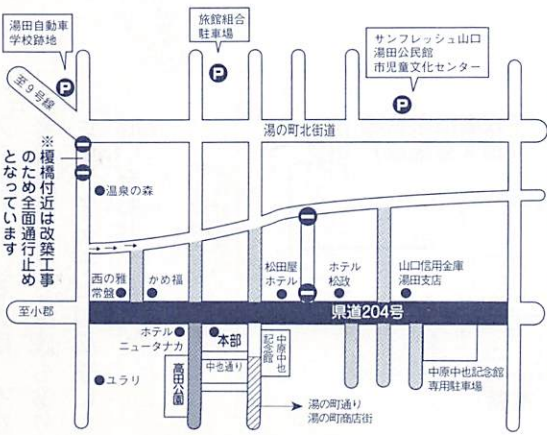 湯田自動車
学校跡地
P
旅館組合
駐車場
P
サンフレッシュ山口
湯田公民館
市児童文化センター
P
至9号線
湯の町北街道
※榎橋付近は改築工事
のため全面通行止め
となっています
温泉の森
西の雅
常盤
かめ福
松田屋
ホテル
ホテル
松政
山口信用金庫
湯田支店
至小郡
県道204号
ホテル
ニュータナカ
本部
中原中也
記念館
中也通り
高田公園
ユラリ
湯の町通り
湯の町商店街
中原中也記念館
専用駐車場